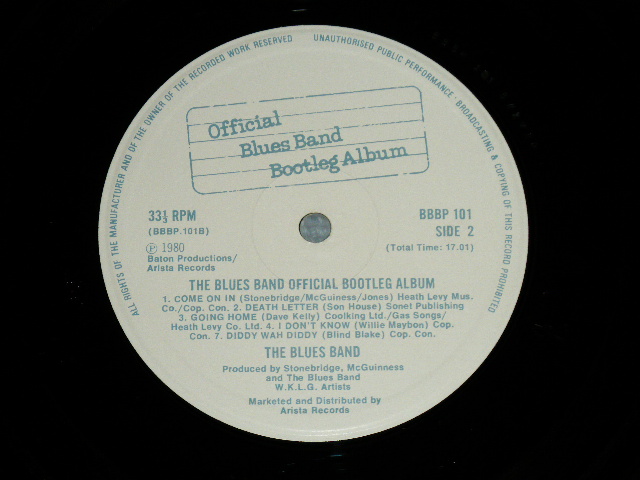 ALL RIGHTS OF THE MANUFACTURER AND OF THE OWNER OF THE RECORDED WORK RESERVED
UNAUTHORISED PUBLIC PERFORMANCE · BROADCASTING & COPYING OF THIS RECORD PROHIBITED
Official
Blues Band
Bootleg Album
33⅓ RPM
(BBBP.101B)
BBBP 101
SIDE 2
Ⓟ 1980
Baton Productions/
Arista Records
(Total Time: 17.01)
THE BLUES BAND OFFICIAL BOOTLEG ALBUM
1. COME ON IN (Stonebridge/McGuiness/Jones) Heath Levy Mus.
Co./Cop. Con. 2. DEATH LETTER (Son House) Sonet Publishing
3. GOING HOME (Dave Kelly) Coolking Ltd./Gas Songs/
Heath Levy Co. Ltd. 4. I DON'T KNOW (Willie Maybon) Cop.
Con. 7. DIDDY WAH DIDDY (Blind Blake) Cop. Con.
THE BLUES BAND
Produced by Stonebridge, McGuinness
and The Blues Band
W.K.L.G. Artists
Marketed and Distributed by
Arista Records